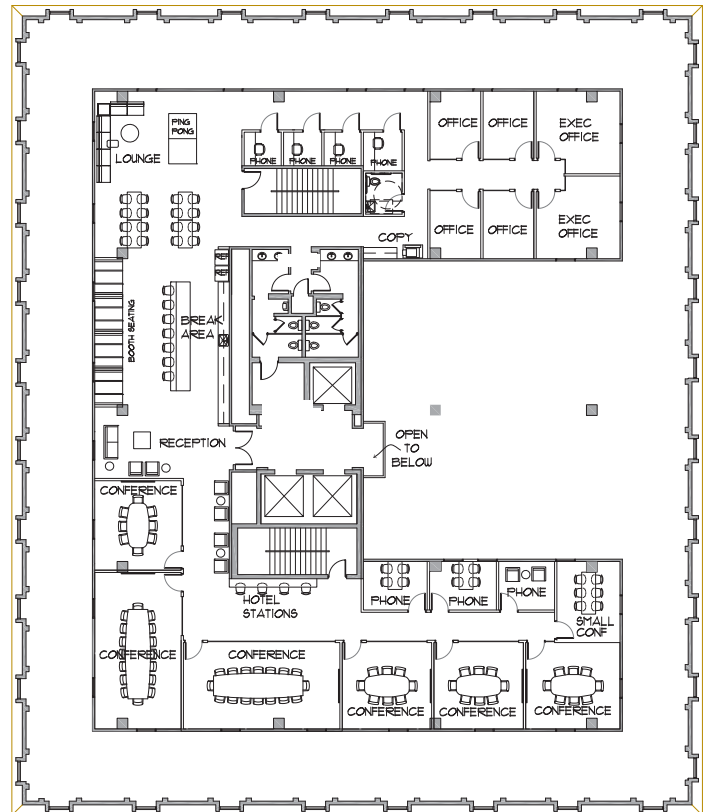 PING
PONG
LOUNGE
PHONE
PHONE
PHONE
PHONE
OFFICE
OFFICE
EXEC
OFFICE
OFFICE
OFFICE
EXEC
OFFICE
COPY
BOOTH SEATING
BREAK
AREA
RECEPTION
OPEN
TO
BELOW
CONFERENCE
HOTEL
STATIONS
PHONE
PHONE
PHONE
SMALL
CONF
CONFERENCE
CONFERENCE
CONFERENCE
CONFERENCE
CONFERENCE